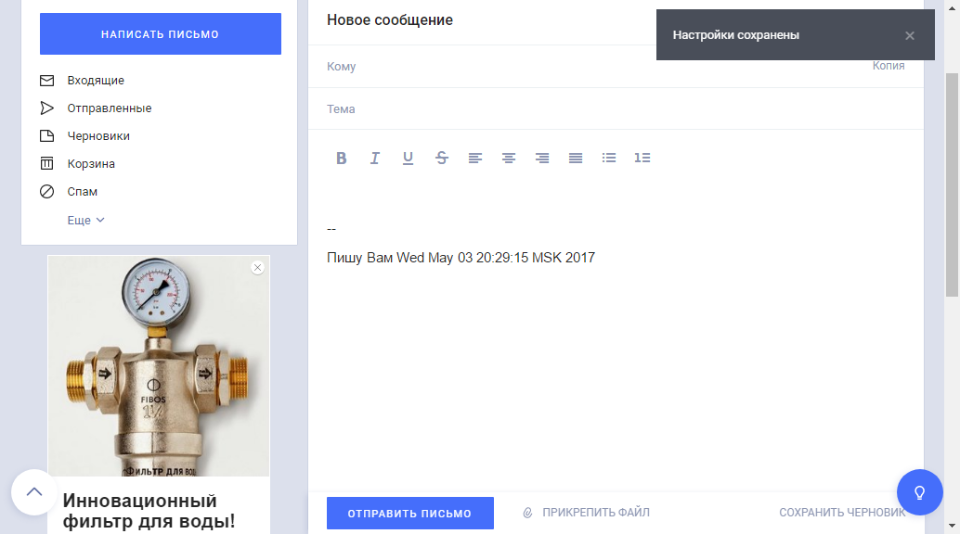 НАПИСАТЬ ПИСЬМО
Входящие
Отправленные
Черновики
Корзина
Спам
Еще
FIBOS
1½
ФИЛЬТР ДЛЯ ВОДЫ
Инновационный
фильтр для воды!
Новое сообщение
Настройки сохранены
Кому
Копия
Тема
--
Пишу Вам Wed May 03 20:29:15 MSK 2017
ОТПРАВИТЬ ПИСЬМО
ПРИКРЕПИТЬ ФАЙЛ
СОХРАНИТЬ ЧЕРНОВИК